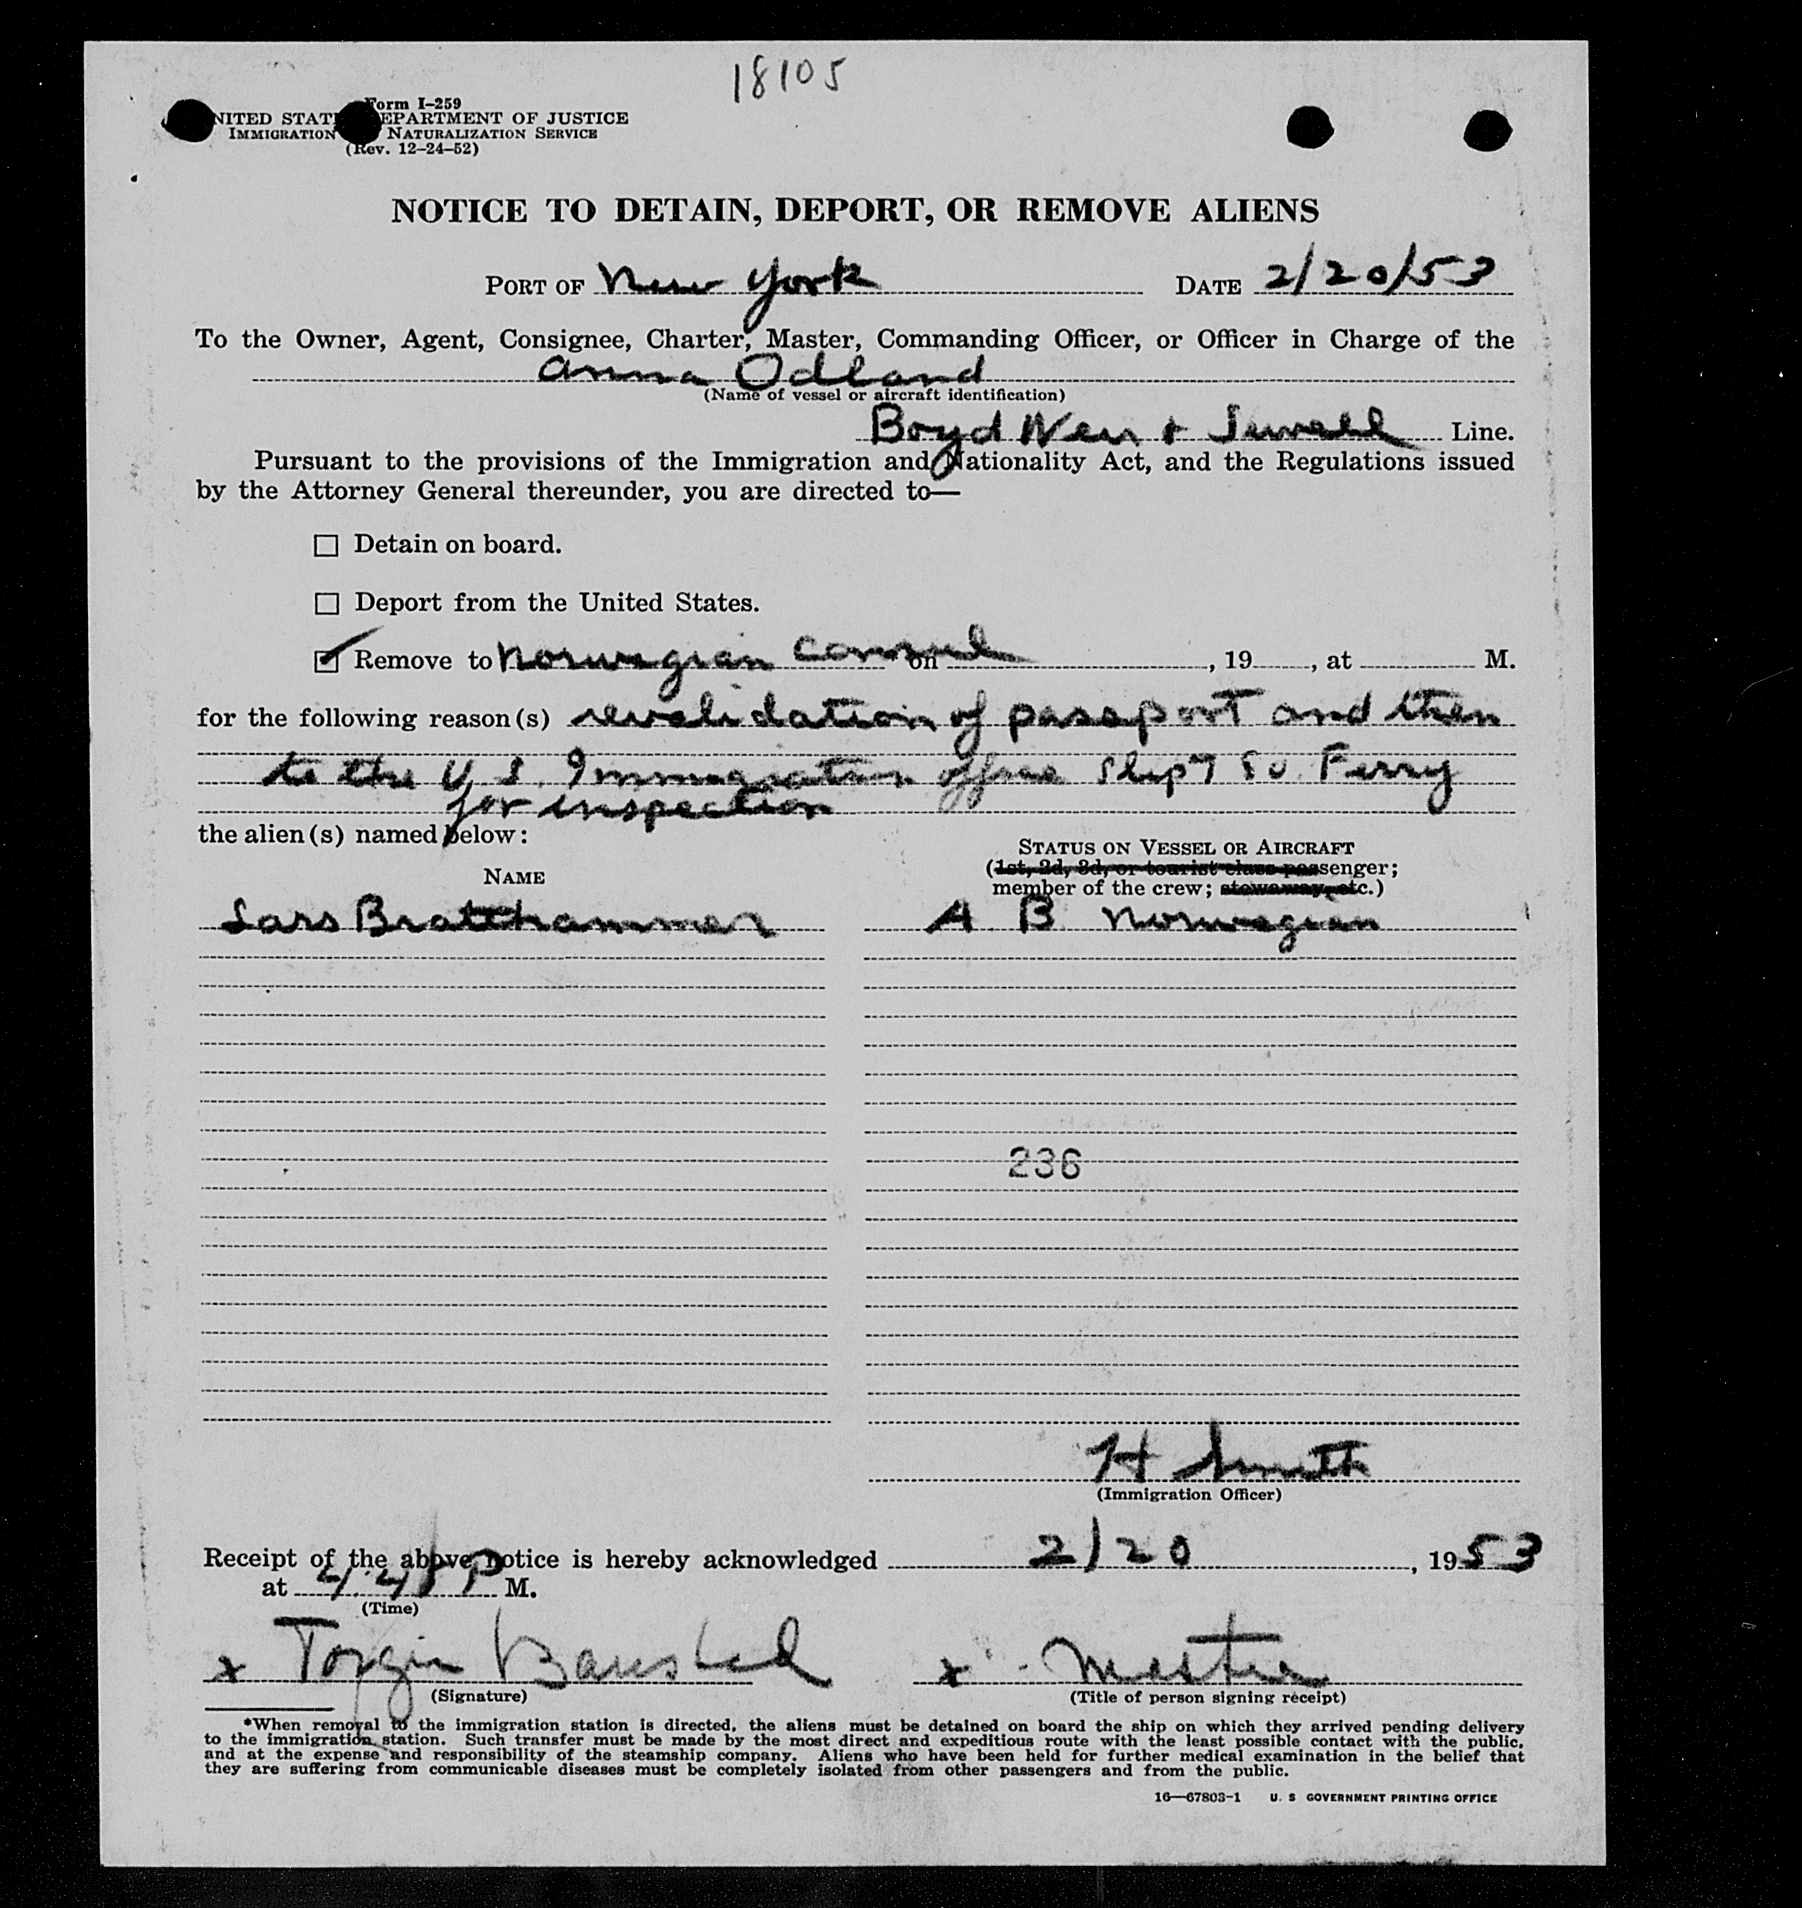 18105
Form I-259
UNITED STATES DEPARTMENT OF JUSTICE
IMMIGRATION NATURALIZATION SERVICE
(Rev. 12-24-52)
NOTICE TO DETAIN, DEPORT, OR REMOVE ALIENS
PORT OF New York DATE 2/20/53
To the Owner, Agent, Consignee, Charter, Master, Commanding Officer, or Officer in Charge of the
Anna Odland
(Name of vessel or aircraft identification)
Boyd Weir + Sewell Line.
Pursuant to the provisions of the Immigration and Nationality Act, and the Regulations issued
by the Attorney General thereunder, you are directed to—
☐ Detain on board.
☐ Deport from the United States.
☑ Remove to Norwegian Consul on , 19 , at M.
for the following reason(s) revalidation of passport and then
to the U.S. Immigration office Slip 7 So. Ferry
for inspection
the alien(s) named below:
STATUS ON VESSEL OR AIRCRAFT
NAME
(1st, 2d, 3d, or tourist class passenger;
member of the crew; stowaway, etc.)
Lars Bratthammer A B Norwegian
236
H Smith
(Immigration Officer)
Receipt of the above notice is hereby acknowledged 2/20, 1953
at P M.
(Time)
x x Master
(Signature) (Title of person signing receipt)
*When removal to the immigration station is directed, the aliens must be detained on board the ship on which they arrived pending delivery
to the immigration station. Such transfer must be made by the most direct and expeditious route with the least possible contact with the public,
and at the expense and responsibility of the steamship company. Aliens who have been held for further medical examination in the belief that
they are suffering from communicable diseases must be completely isolated from other passengers and from the public.
16—67803-1 U. S GOVERNMENT PRINTING OFFICE